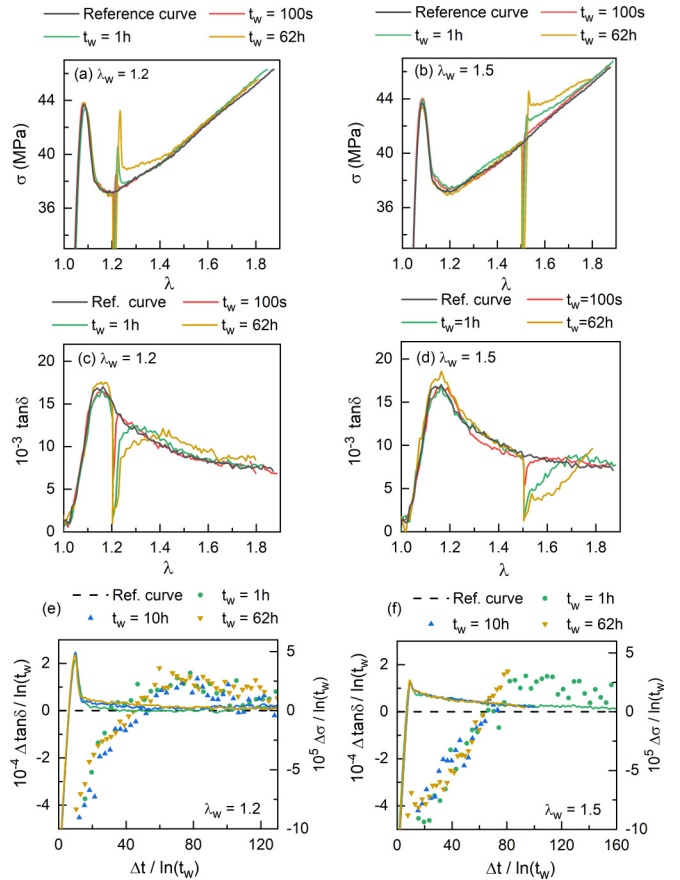 Reference curve t_w = 100s
t_w = 1h t_w = 62h
(a) λ_w = 1.2
σ (MPa)
44
40
36
1.0 1.2 1.4 1.6 1.8
λ
Reference curve t_w = 100s
t_w = 1h t_w = 62h
(b) λ_w = 1.5
σ (MPa)
44
40
36
1.0 1.2 1.4 1.6 1.8
λ
Ref. curve t_w = 100s
t_w = 1h t_w = 62h
(c) λ_w = 1.2
10^-3 tanδ
20
15
10
5
0
1.0 1.2 1.4 1.6 1.8
λ
Ref. curve t_w=100s
t_w=1h t_w=62h
(d) λ_w = 1.5
10^-3 tanδ
20
15
10
5
0
1.0 1.2 1.4 1.6 1.8
λ
(e) Ref. curve t_w = 1h
t_w = 10h t_w = 62h
10^-4 Δtanδ / ln(t_w)
2
0
-2
-4
5
0
-5
-10
10^5 Δσ / ln(t_w)
λ_w = 1.2
0 40 80 120
Δt / ln(t_w)
(f) Ref. curve t_w = 1h
t_w = 10h t_w = 62h
10^-4 Δtanδ / ln(t_w)
2
0
-2
-4
5
0
-5
-10
10^5 Δσ / ln(t_w)
λ_w = 1.5
0 40 80 120 160
Δt / ln(t_w)